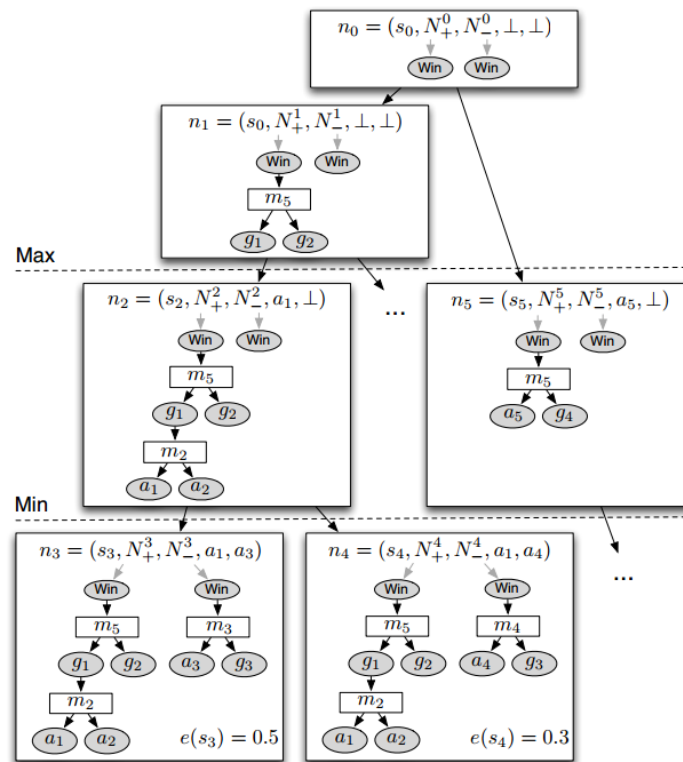 n₀ = (s₀, N₊⁰, N₋⁰, ⊥, ⊥)
Win Win
n₁ = (s₀, N₊¹, N₋¹, ⊥, ⊥)
Win Win
m₅
g₁ g₂
Max
n₂ = (s₂, N₊², N₋², a₁, ⊥)
Win Win
m₅
g₁ g₂
m₂
a₁ a₂
...
n₅ = (s₅, N₊⁵, N₋⁵, a₅, ⊥)
Win Win
m₅
a₅ g₄
Min
n₃ = (s₃, N₊³, N₋³, a₁, a₃)
Win Win
m₅ m₃
g₁ g₂ a₃ g₃
m₂
a₁ a₂ e(s₃) = 0.5
n₄ = (s₄, N₊⁴, N₋⁴, a₁, a₄)
Win Win
m₅ m₄
g₁ g₂ a₄ g₃
m₂
a₁ a₂ e(s₄) = 0.3
...